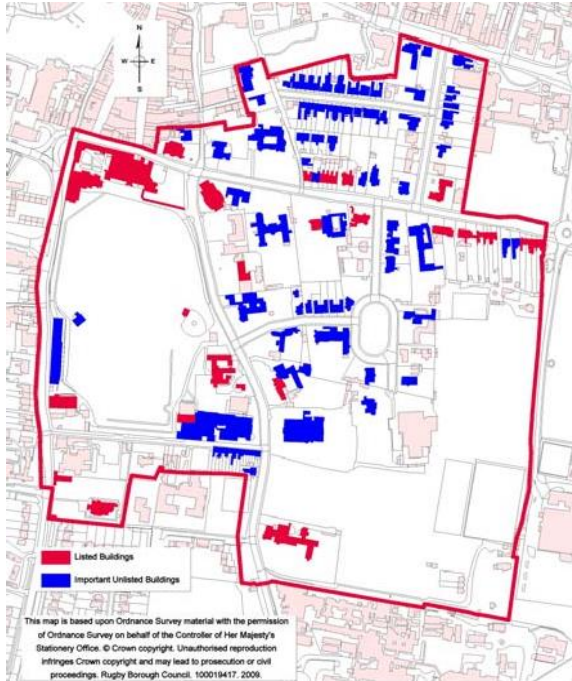 N
W E
S
Listed Buildings
Important Unlisted Buildings
This map is based upon Ordnance Survey material with the permission
of Ordnance Survey on behalf of the Controller of Her Majesty's
Stationery Office. © Crown copyright. Unauthorised reproduction
infringes Crown copyright and may lead to prosecution or civil
proceedings. Rugby Borough Council. 100019417. 2009.